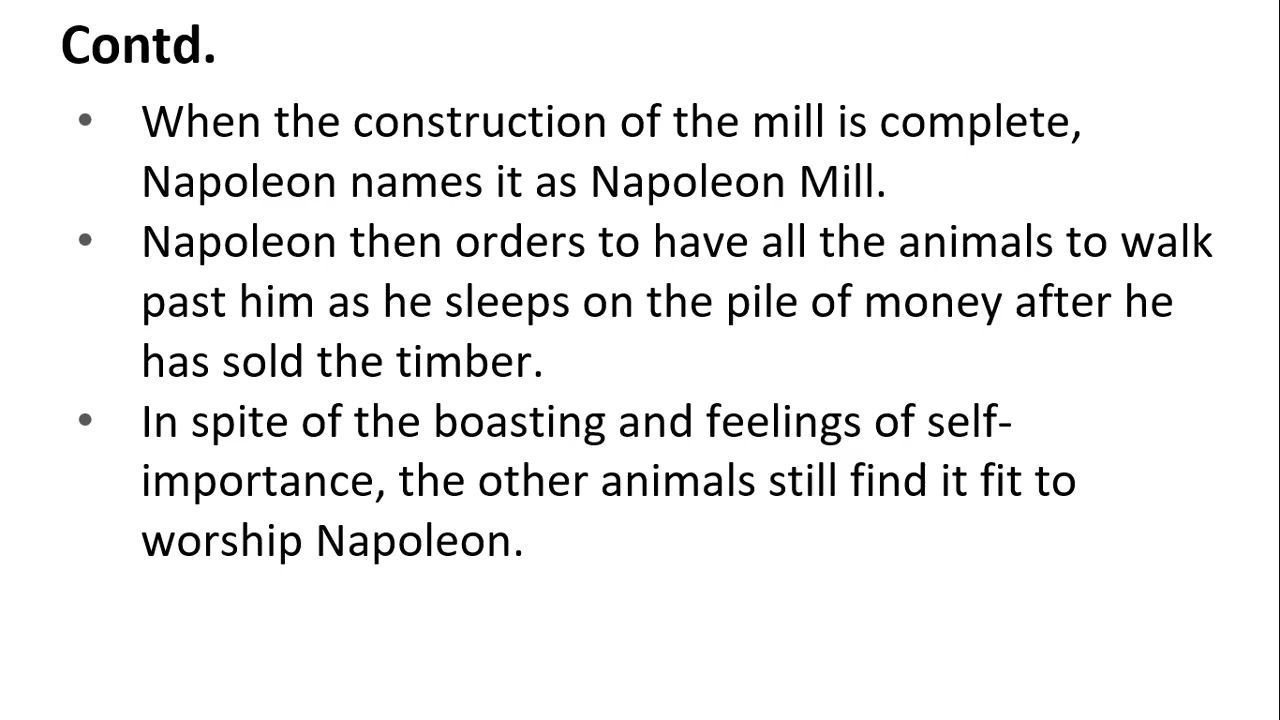 Contd.
• When the construction of the mill is complete,
Napoleon names it as Napoleon Mill.
• Napoleon then orders to have all the animals to walk
past him as he sleeps on the pile of money after he
has sold the timber.
• In spite of the boasting and feelings of self-
importance, the other animals still find it fit to
worship Napoleon.